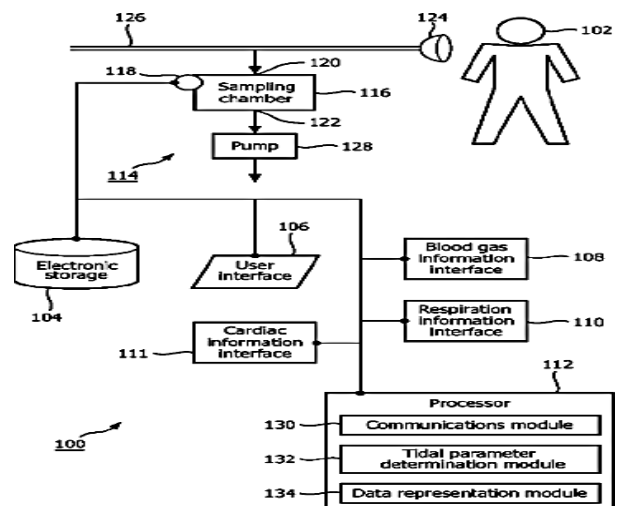 126
124
102
118
120
Sampling
chamber
116
122
Pump
128
114
106
Electronic
storage
104
User
interface
Blood gas
information
interface
108
Respiration
information
interface
110
Cardiac
information
interface
111
112
Processor
100
130
Communications module
132
Tidal parameter
determination module
134
Data representation module